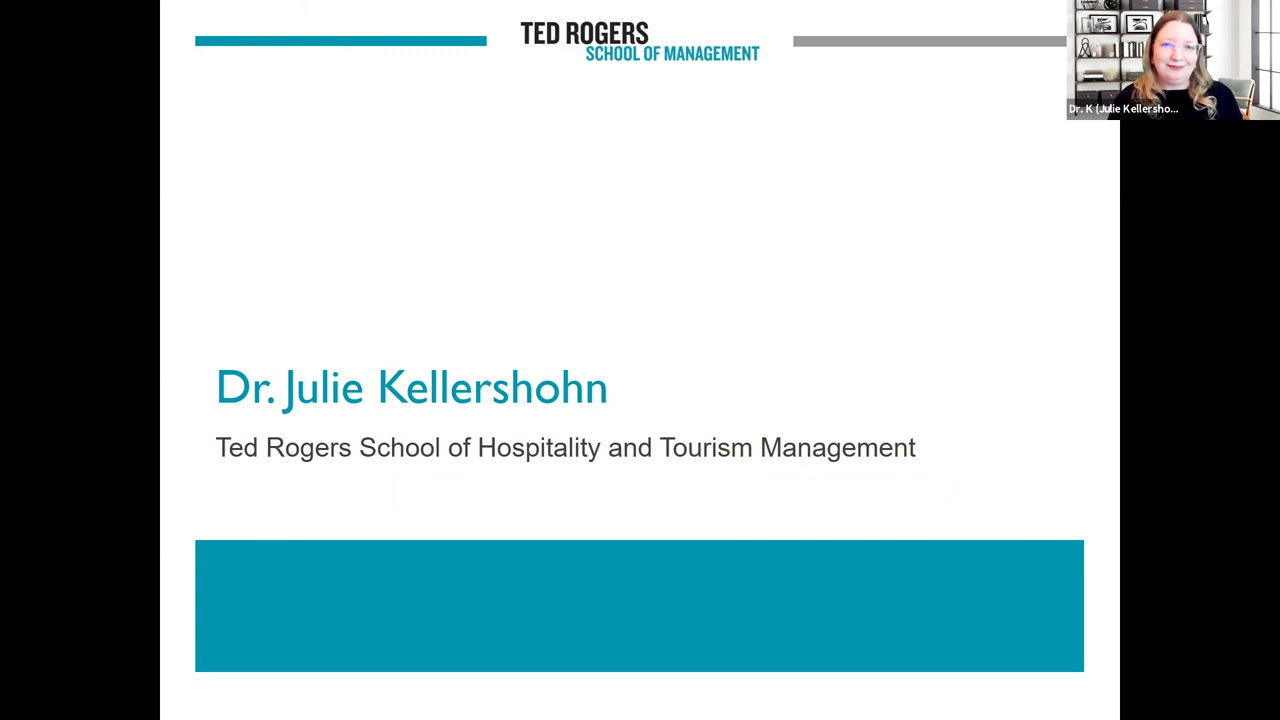 TED ROGERS
SCHOOL OF MANAGEMENT
Dr. K (Julie Kellersho...
Dr. Julie Kellershohn
Ted Rogers School of Hospitality and Tourism Management